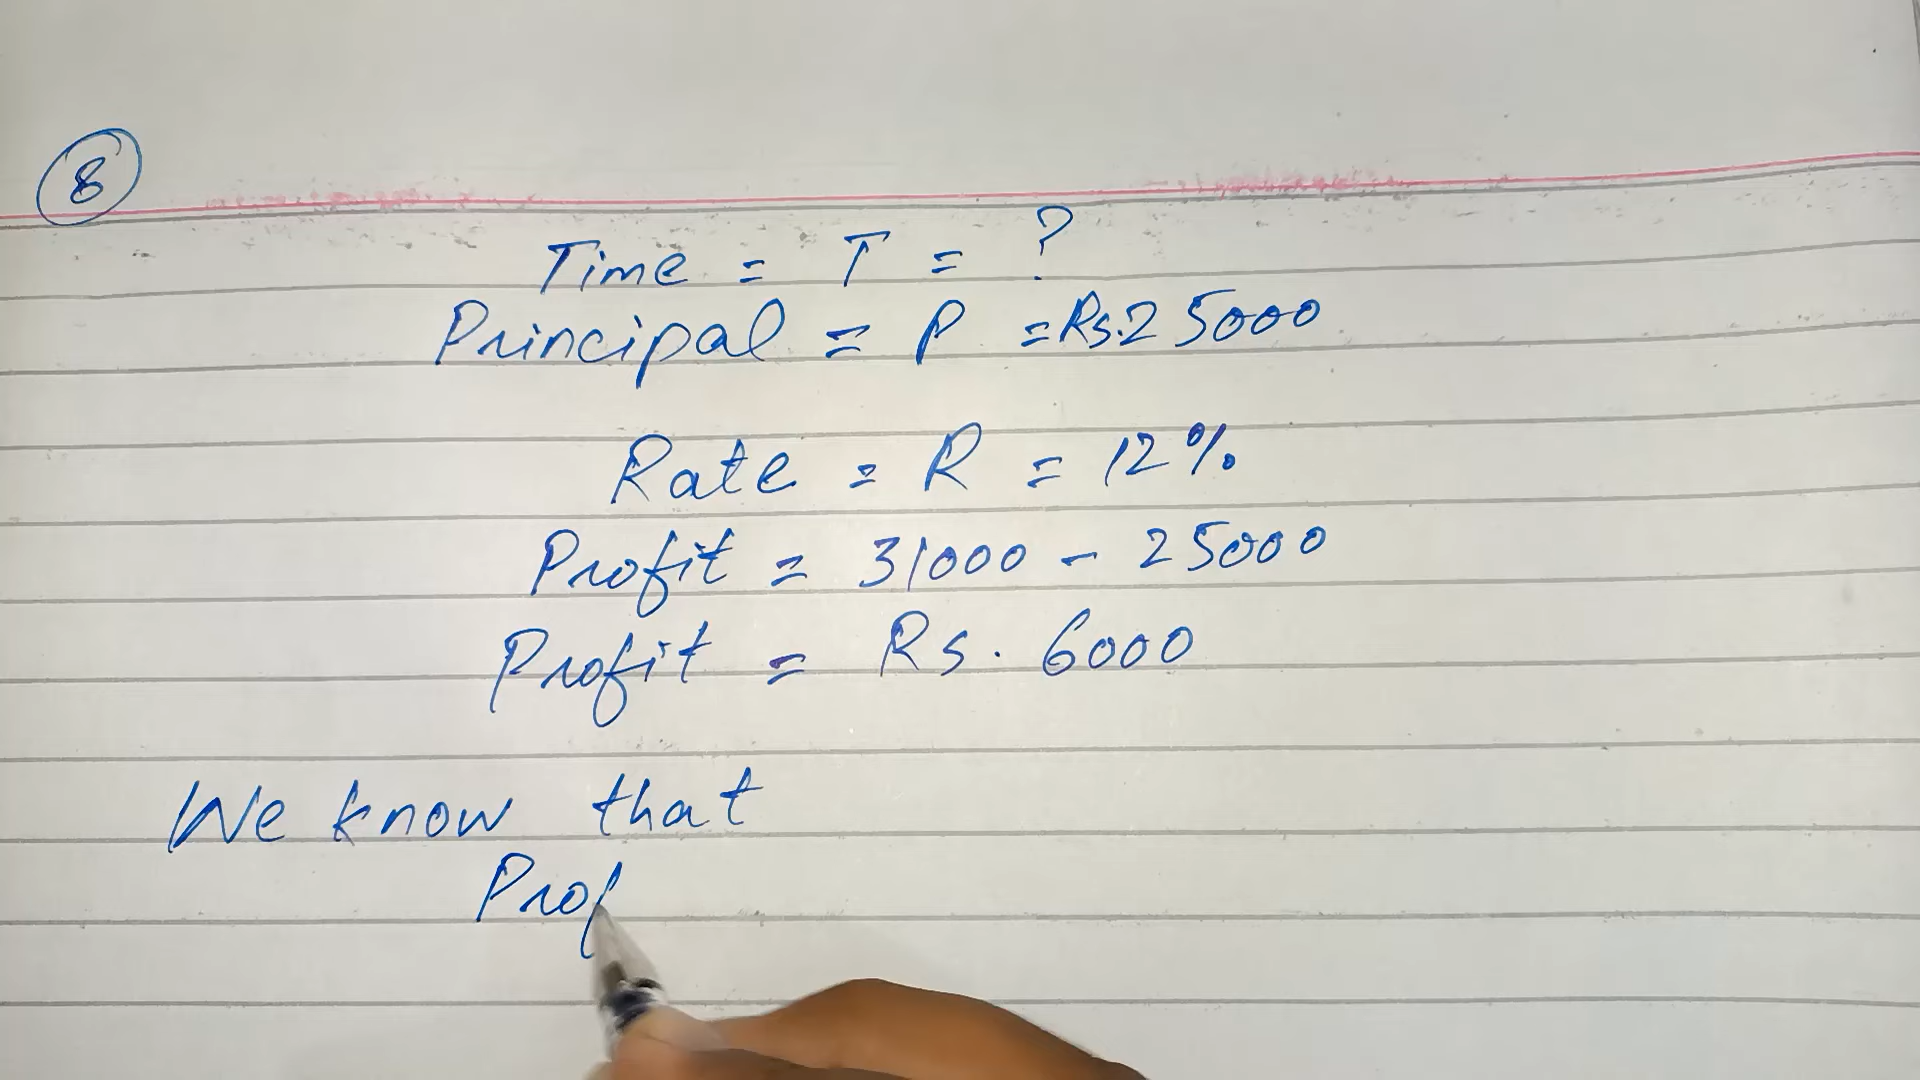 8
Time = T = ?
Principal = P = Rs.25000
Rate = R = 12%
Profit = 31000 - 25000
Profit = Rs. 6000
We know that
Prof